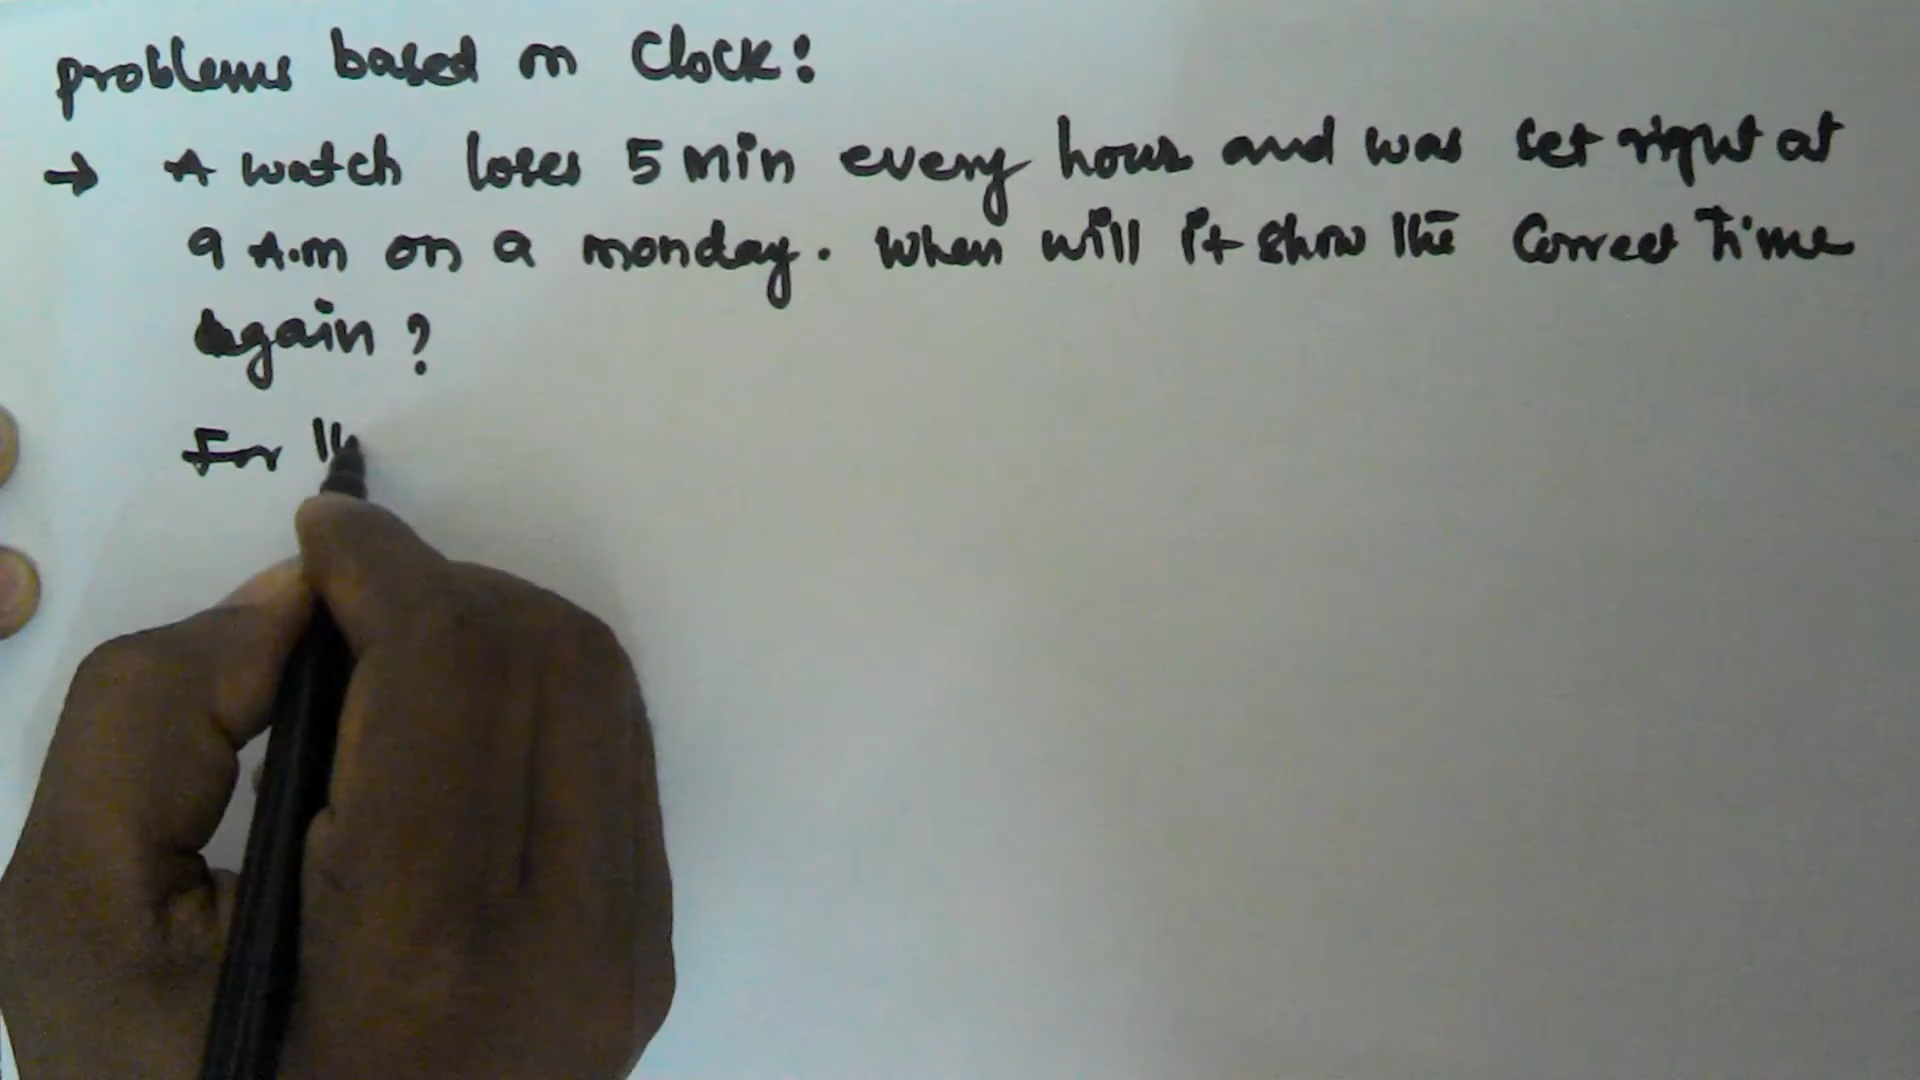 problems based on Clock:
→ A watch loses 5 min every hour and was set right at
9 A.m on a monday. When will it show the Correct Time
Again?
For